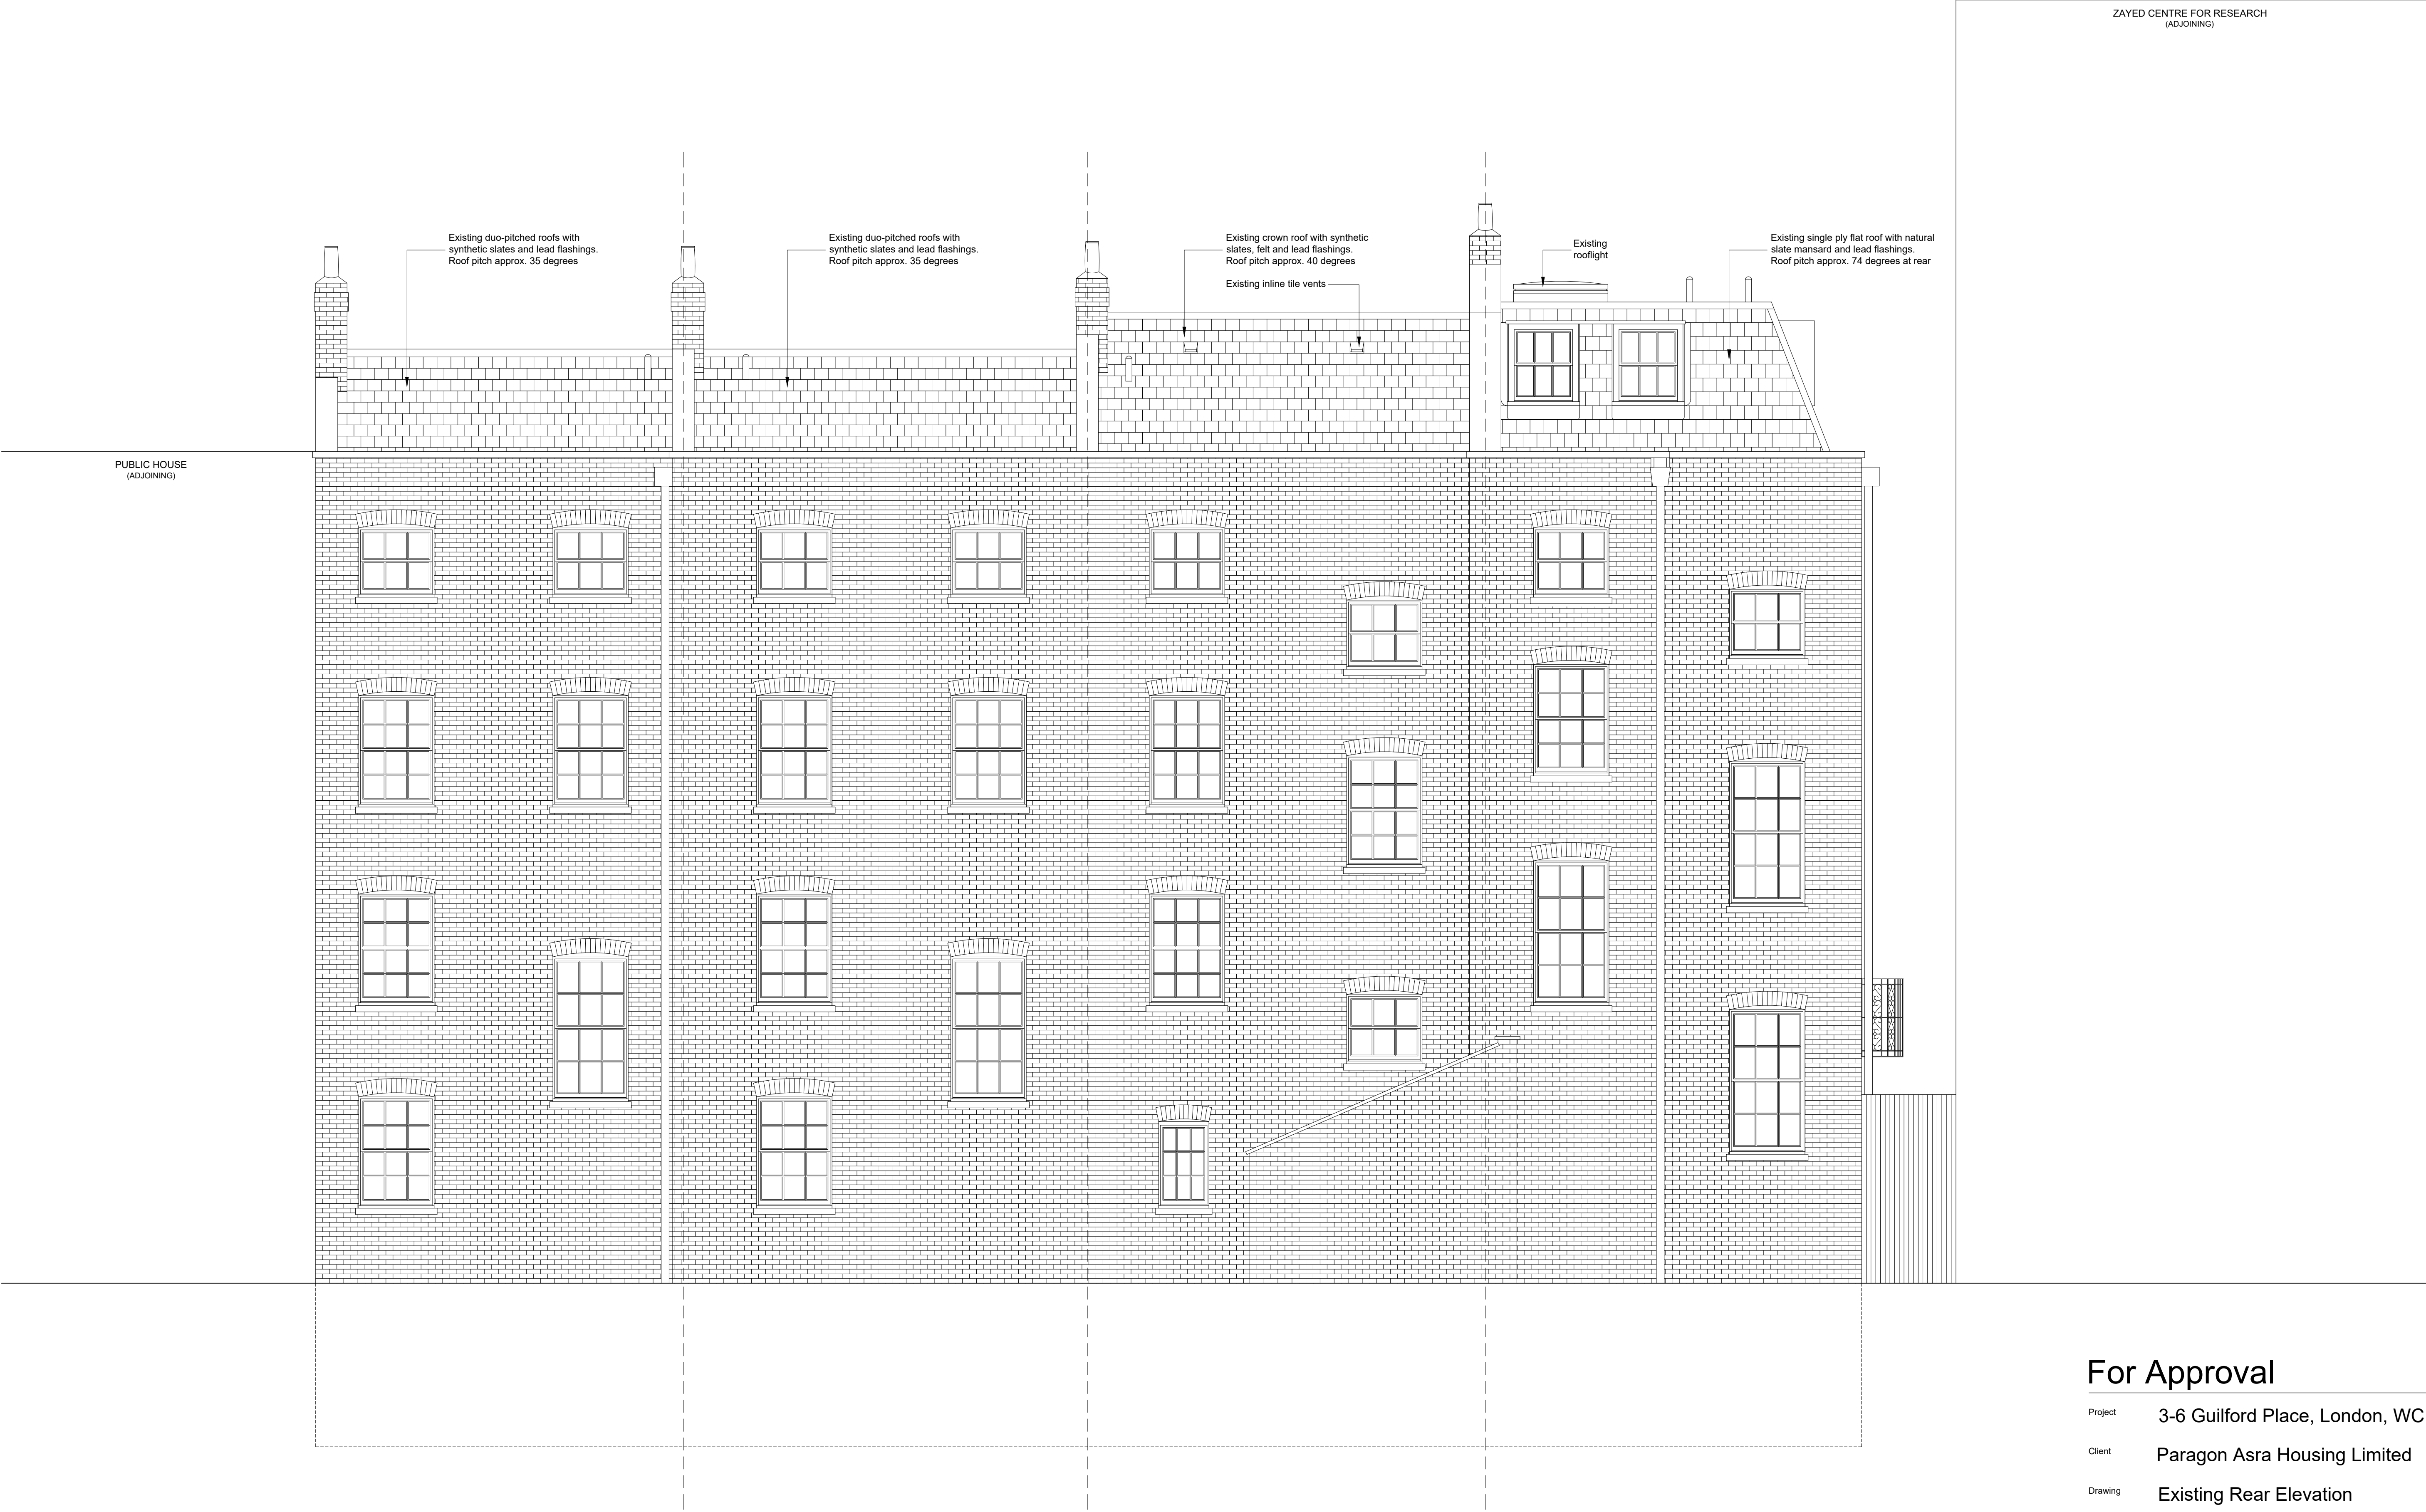 ZAYED CENTRE FOR RESEARCH
(ADJOINING)
Existing duo-pitched roofs with
synthetic slates and lead flashings.
Roof pitch approx. 35 degrees
Existing duo-pitched roofs with
synthetic slates and lead flashings.
Roof pitch approx. 35 degrees
Existing crown roof with synthetic
slates, felt and lead flashings.
Roof pitch approx. 40 degrees
Existing inline tile vents
Existing
rooflight
Existing single ply flat roof with natural
slate mansard and lead flashings.
Roof pitch approx. 74 degrees at rear
PUBLIC HOUSE
(ADJOINING)
For Approval
Project 3-6 Guilford Place, London, WC
Client Paragon Asra Housing Limited
Drawing Existing Rear Elevation